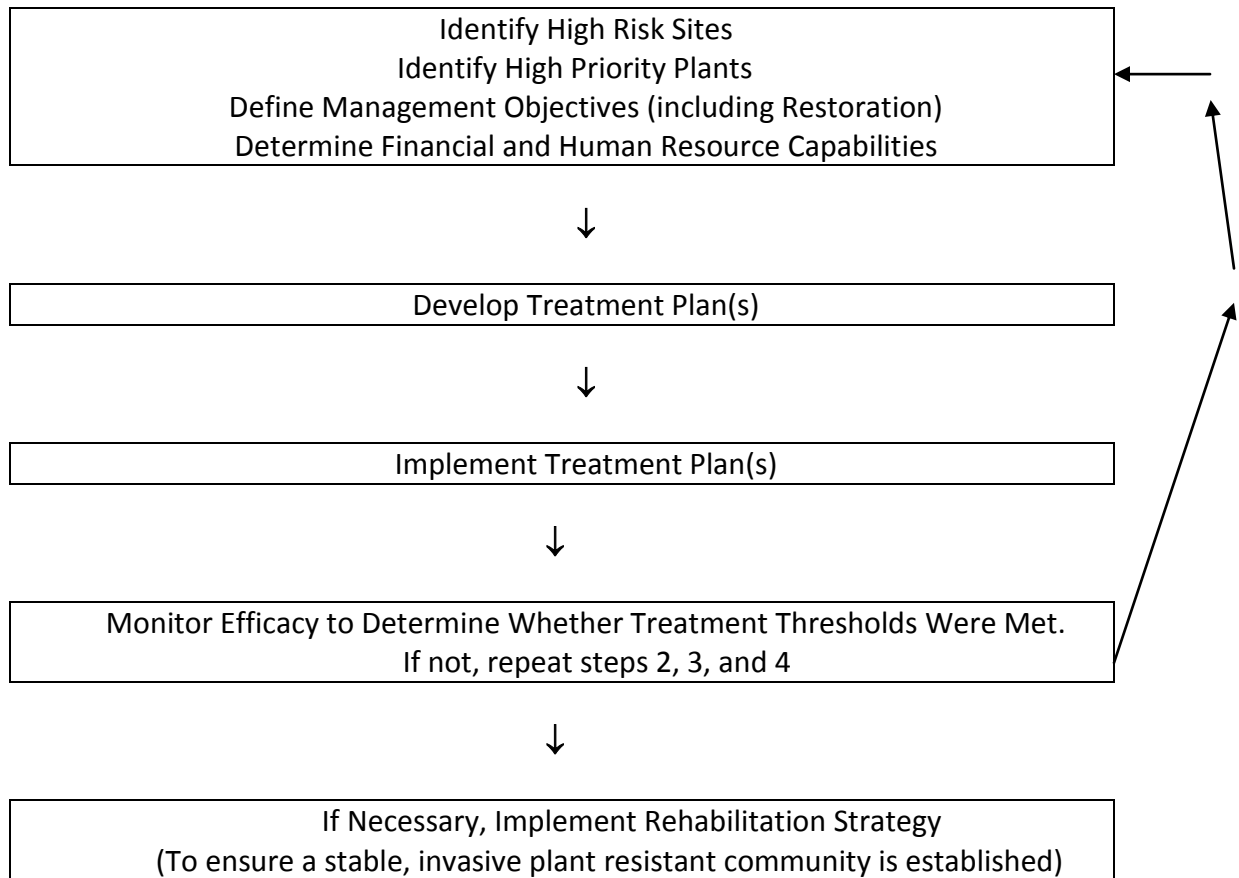 Identify High Risk Sites
Identify High Priority Plants
Define Management Objectives (including Restoration)
Determine Financial and Human Resource Capabilities
↓
Develop Treatment Plan(s)
↓
Implement Treatment Plan(s)
↓
Monitor Efficacy to Determine Whether Treatment Thresholds Were Met.
If not, repeat steps 2, 3, and 4
↓
If Necessary, Implement Rehabilitation Strategy
(To ensure a stable, invasive plant resistant community is established)